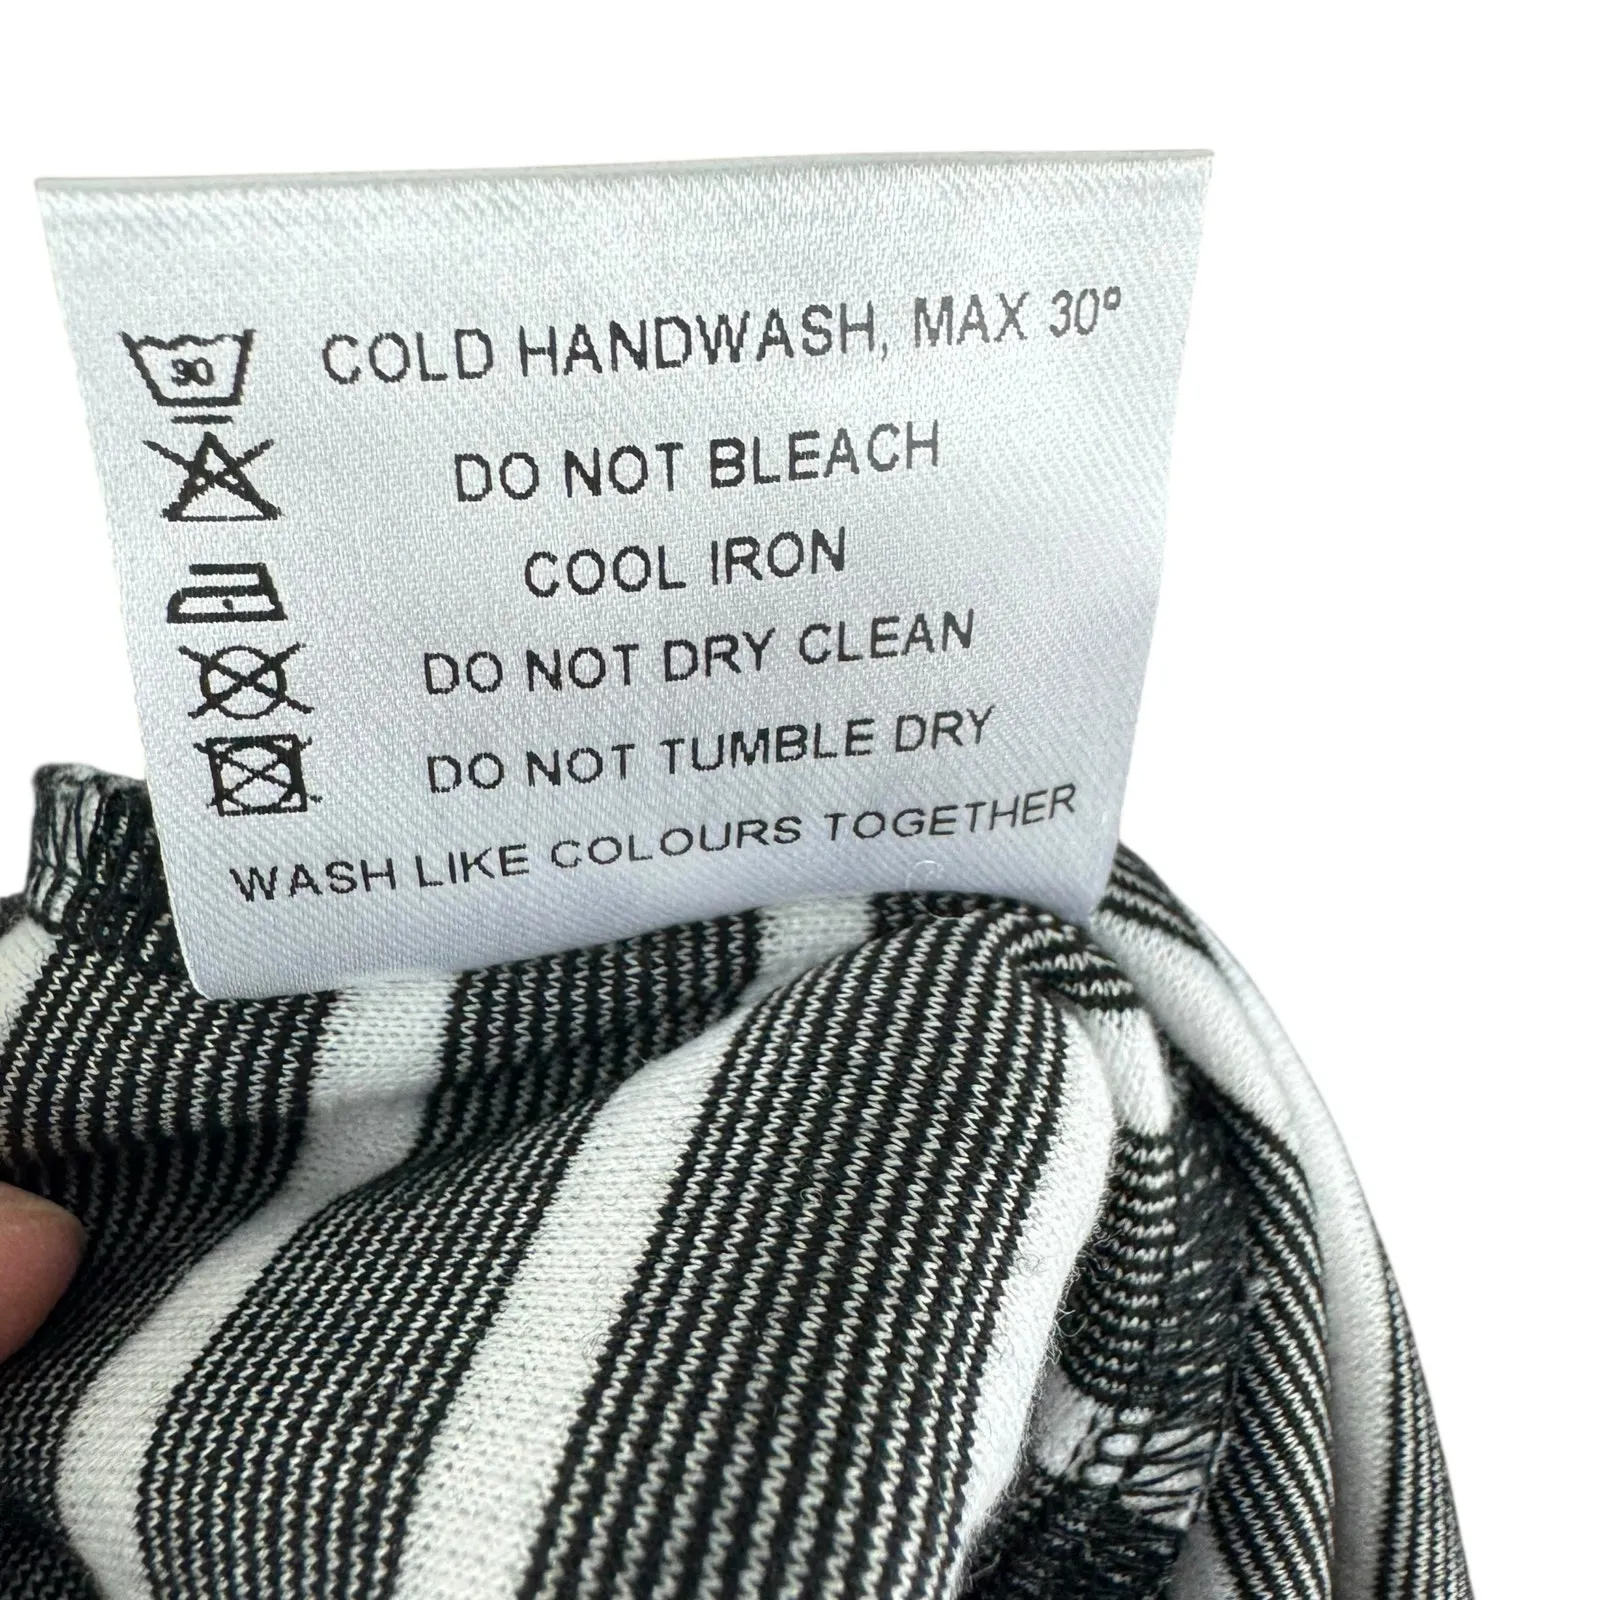 30 COLD HANDWASH, MAX 30°
DO NOT BLEACH
COOL IRON
DO NOT DRY CLEAN
DO NOT TUMBLE DRY
WASH LIKE COLOURS TOGETHER